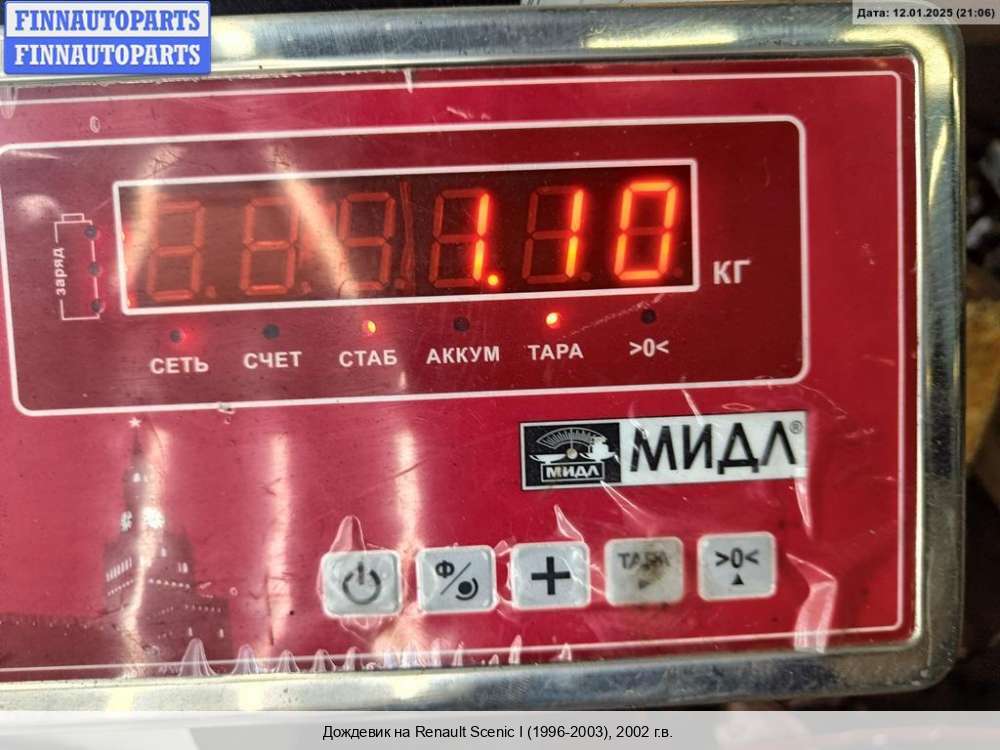 FINNAUTOPARTS
FINNAUTOPARTS
Дата: 12.01.2025 (21:06)
1.10
КГ
заряд
СЕТЬ СЧЕТ СТАБ АККУМ ТАРА >0<
МИДЛ МИДЛ®
Ф
ТАРА >0<
Дождевик на Renault Scenic I (1996-2003), 2002 г.в.